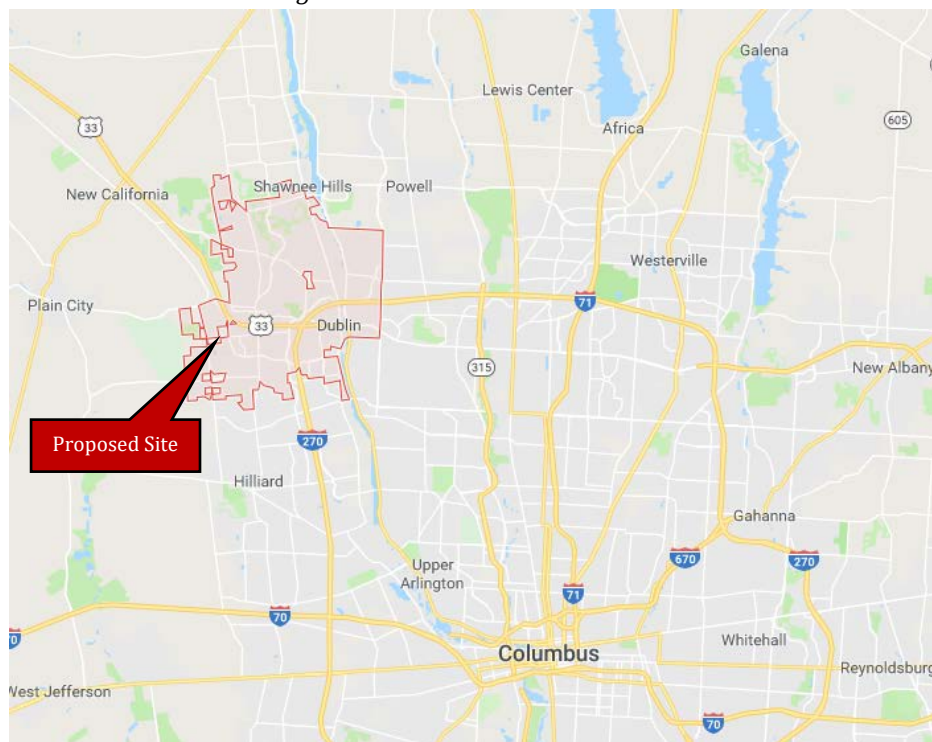 Galena
Lewis Center
33
605
Africa
New California
Shawnee Hills
Powell
Westerville
Plain City
71
33
Dublin
315
New Albany
Proposed Site
270
Hilliard
Gahanna
670
270
Upper
Arlington
71
70
Whitehall
Columbus
Reynoldsburg
West Jefferson
70